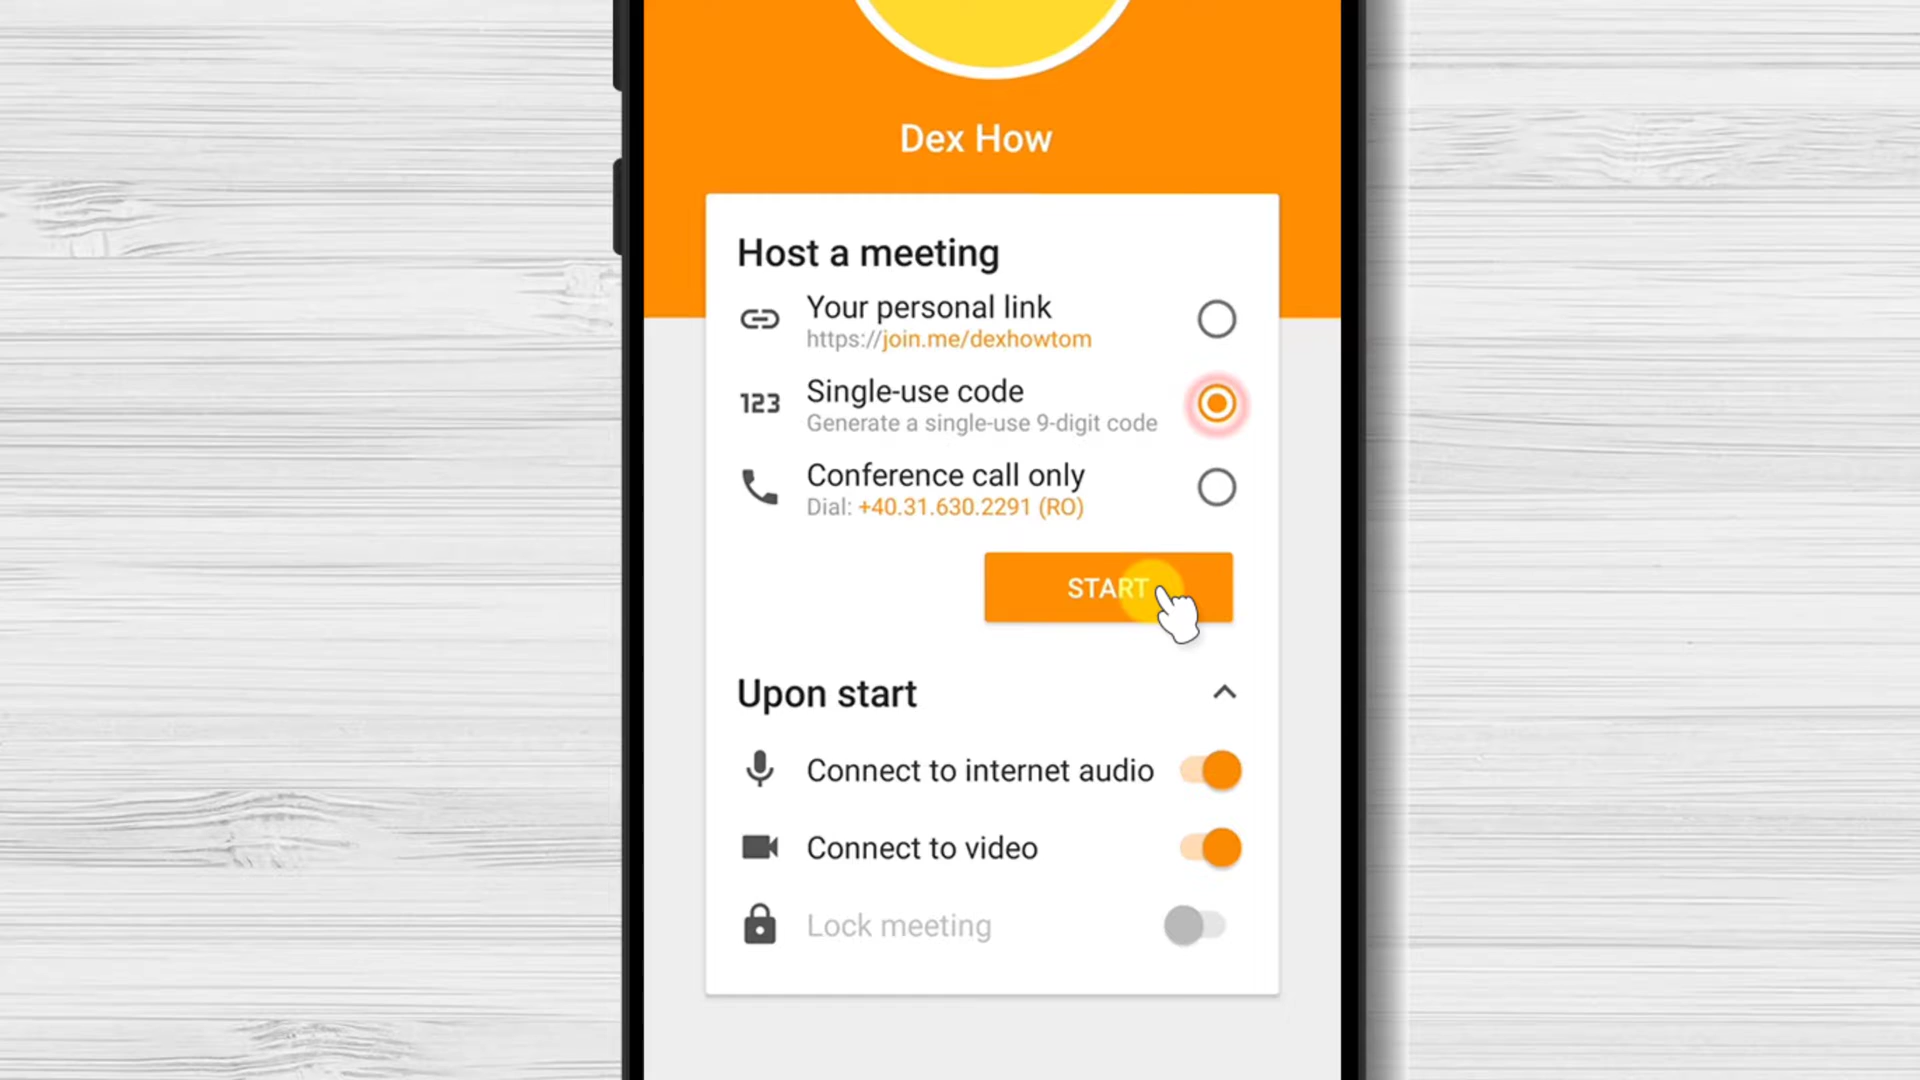 Dex How
Host a meeting
Your personal link
https://join.me/dexhowtom
123
Single-use code
Generate a single-use 9-digit code
Conference call only
Dial: +40.31.630.2291 (RO)
START
Upon start
Connect to internet audio
Connect to video
Lock meeting